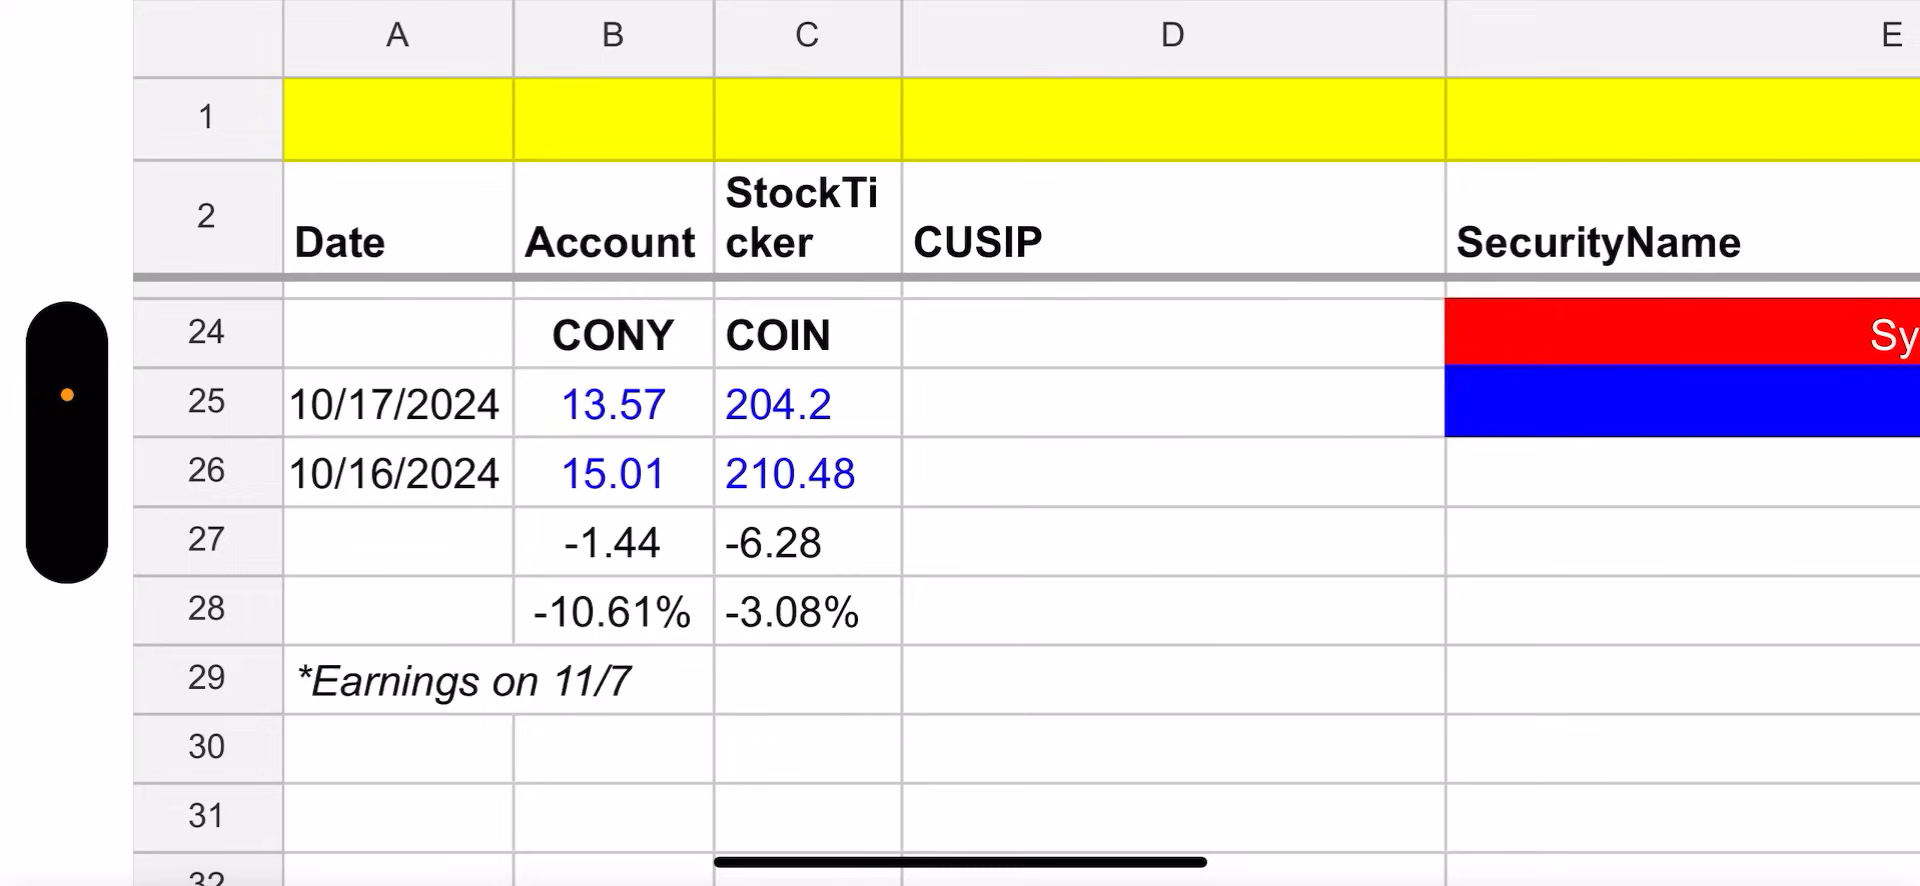 A B C D E
1
2 Date Account StockTi
cker CUSIP SecurityName
24 CONY COIN Sy
25 10/17/2024 13.57 204.2
26 10/16/2024 15.01 210.48
27 -1.44 -6.28
28 -10.61% -3.08%
29 *Earnings on 11/7
30
31
32